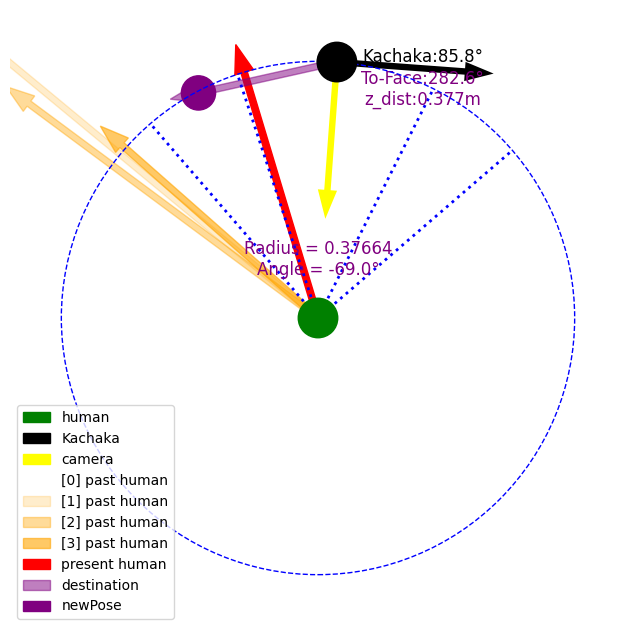 Kachaka:85.8°
To-Face:282.6°
z_dist:0.377m
Radius = 0.37664
Angle = -69.0°
human
Kachaka
camera
[0] past human
[1] past human
[2] past human
[3] past human
present human
destination
newPose